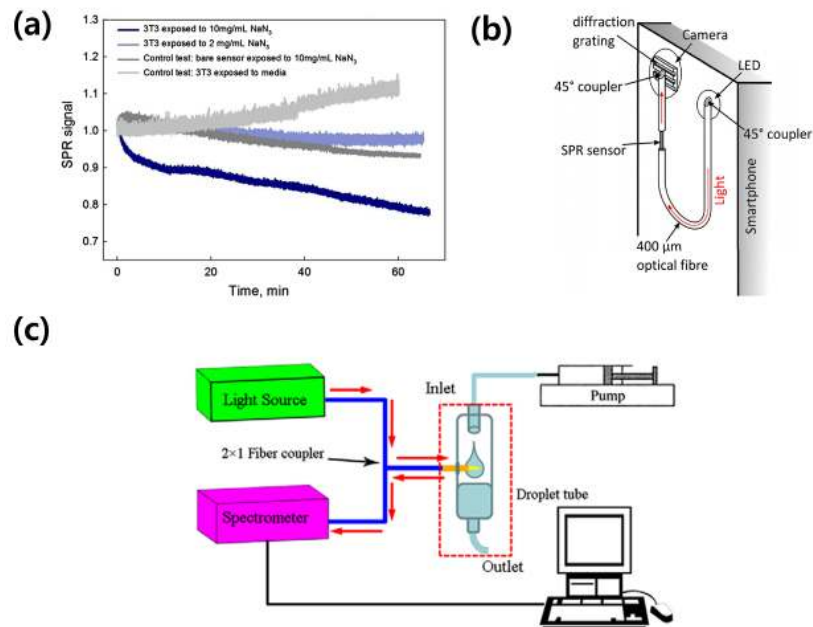 (a)
1.3
1.2
1.1
1.0
0.9
0.8
0.7
SPR signal
3T3 exposed to 10mg/mL NaN3
3T3 exposed to 2 mg/mL NaN3
Control test: bare sensor exposed to 10mg/mL NaN3
Control test: 3T3 exposed to media
0
20
40
60
Time, min
(b)
diffraction
grating
Camera
LED
45° coupler
45° coupler
SPR sensor
Light
Smartphone
400 µm
optical fibre
(c)
Light Source
Inlet
Pump
2×1 Fiber coupler
Spectrometer
Droplet tube
Outlet